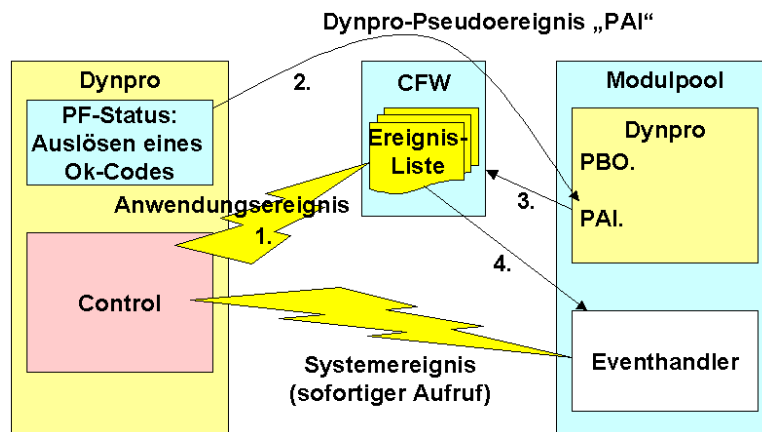 Dynpro-Pseudoereignis „PAI“
Dynpro
PF-Status:
Auslösen eines
Ok-Codes
2.
CFW
Ereignis-
Liste
Modulpool
Dynpro
PBO.
PAI.
3.
Anwendungsereignis
1.
4.
Control
Eventhandler
Systemereignis
(sofortiger Aufruf)